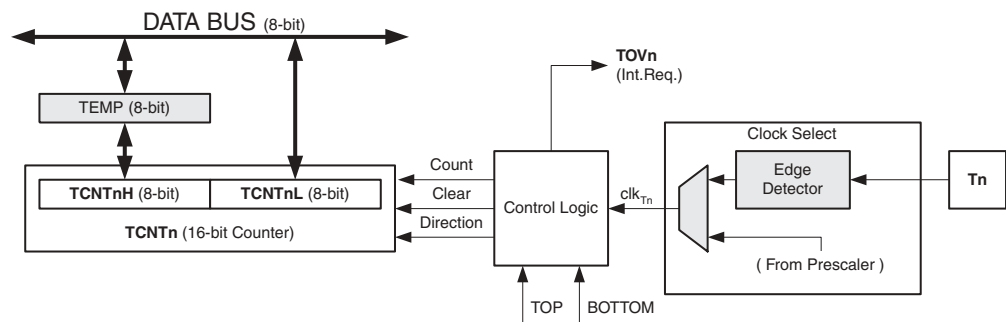 DATA BUS (8-bit)
TEMP (8-bit)
TCNTnH (8-bit)
TCNTnL (8-bit)
TCNTn (16-bit Counter)
Count
Clear
Direction
Control Logic
TOVn
(Int.Req.)
TOP
BOTTOM
clkTn
Clock Select
Edge
Detector
( From Prescaler )
Tn